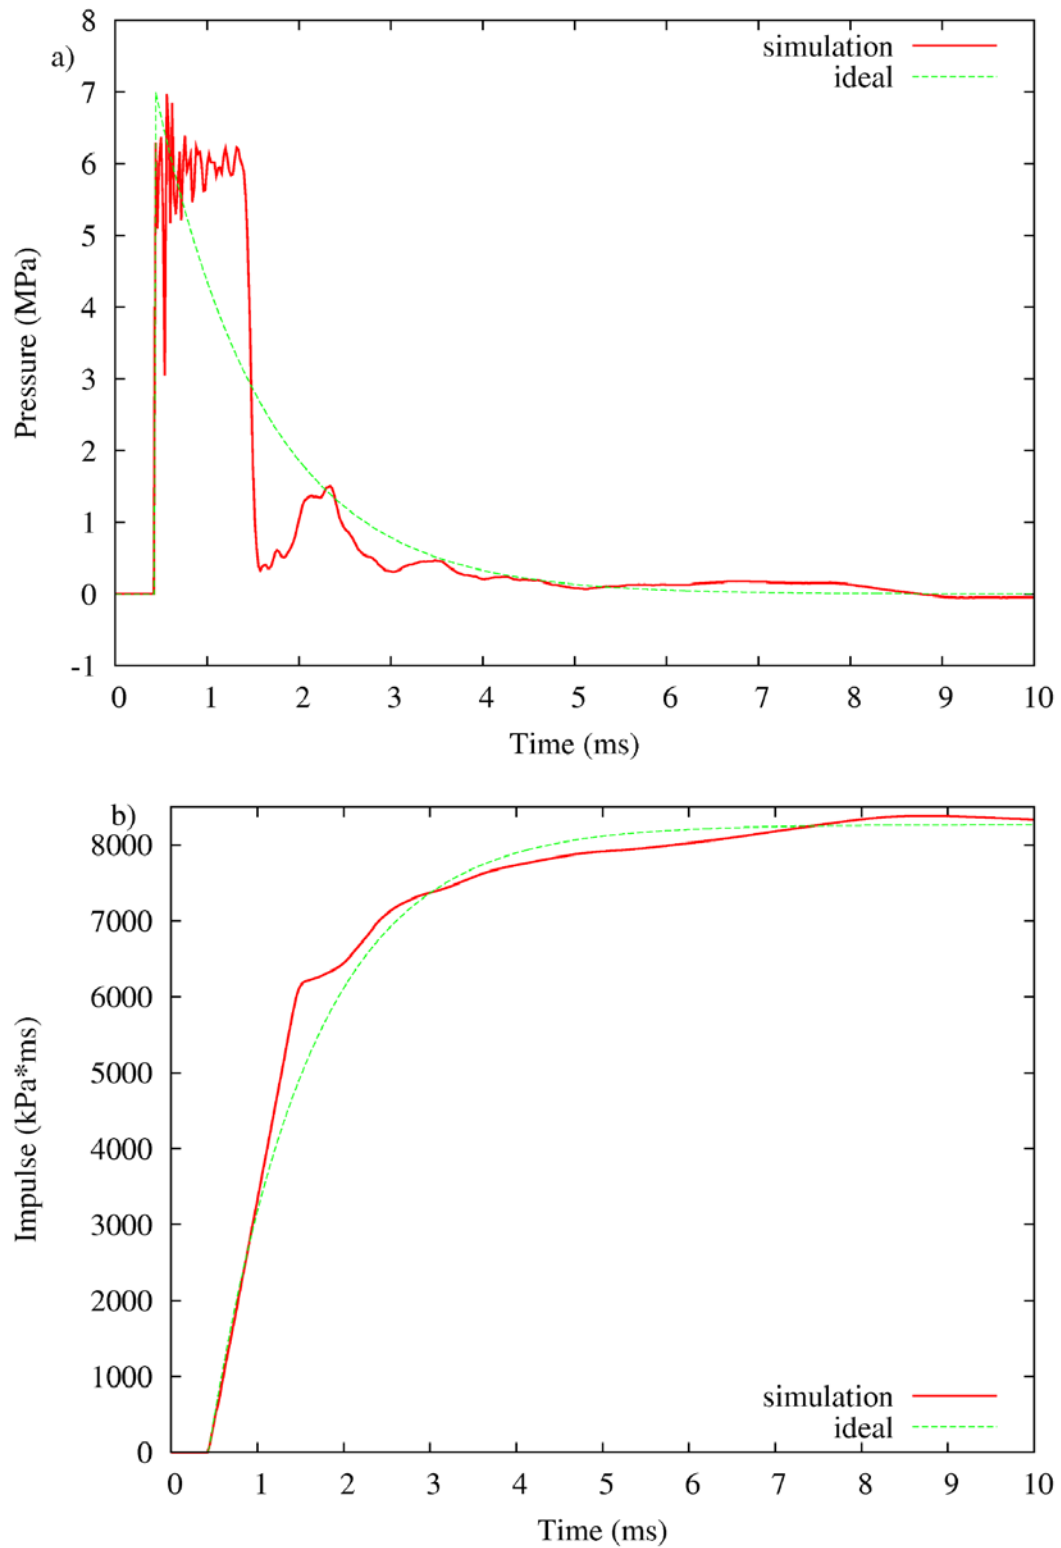 a)
8
7
6
5
4
3
2
1
0
-1
Pressure (MPa)
simulation
ideal
0 1 2 3 4 5 6 7 8 9 10
Time (ms)
b)
8000
7000
6000
5000
4000
3000
2000
1000
0
Impulse (kPa*ms)
simulation
ideal
0 1 2 3 4 5 6 7 8 9 10
Time (ms)